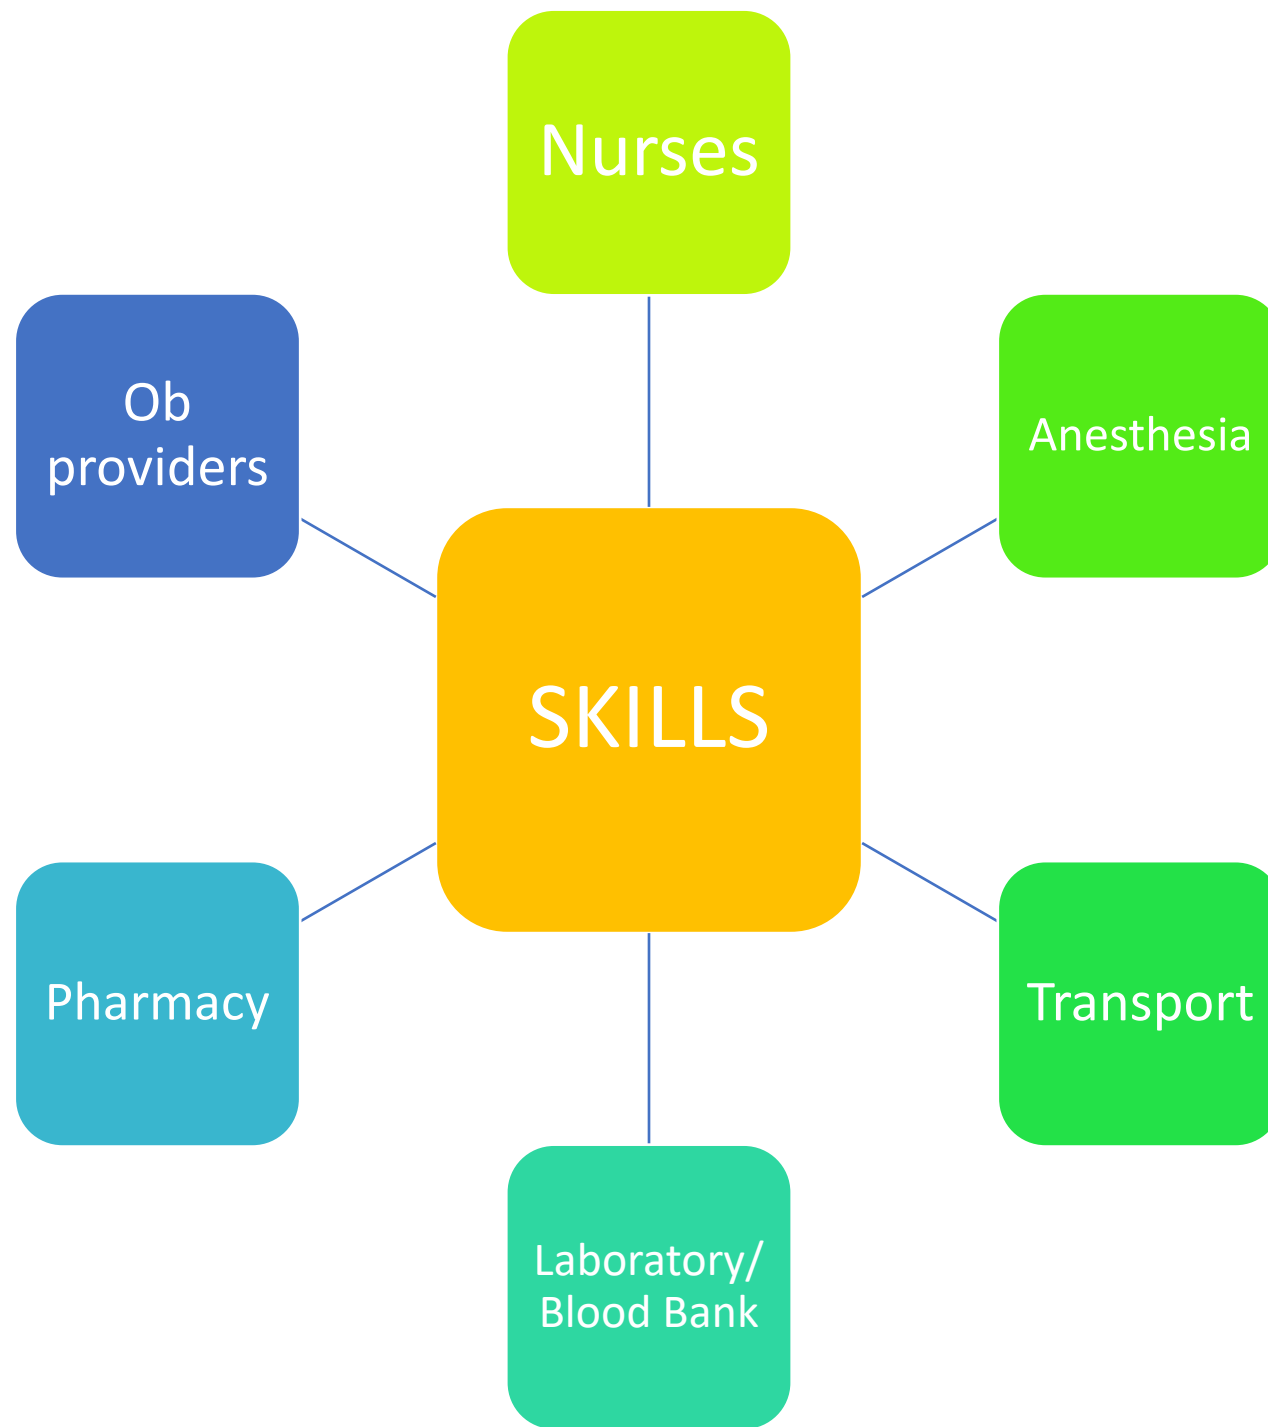 Nurses
Ob
providers
Anesthesia
SKILLS
Pharmacy
Transport
Laboratory/
Blood Bank